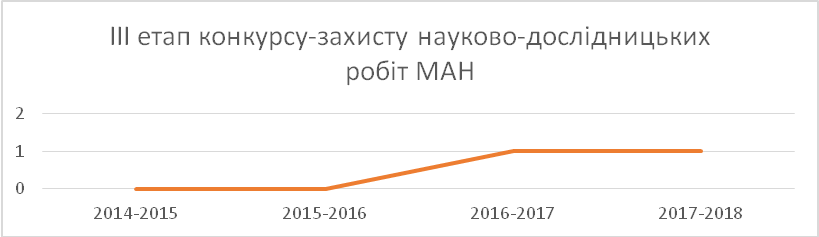 ІІІ етап конкурсу-захисту науково-дослідницьких
робіт МАН
2
1
0
2014-2015 2015-2016 2016-2017 2017-2018